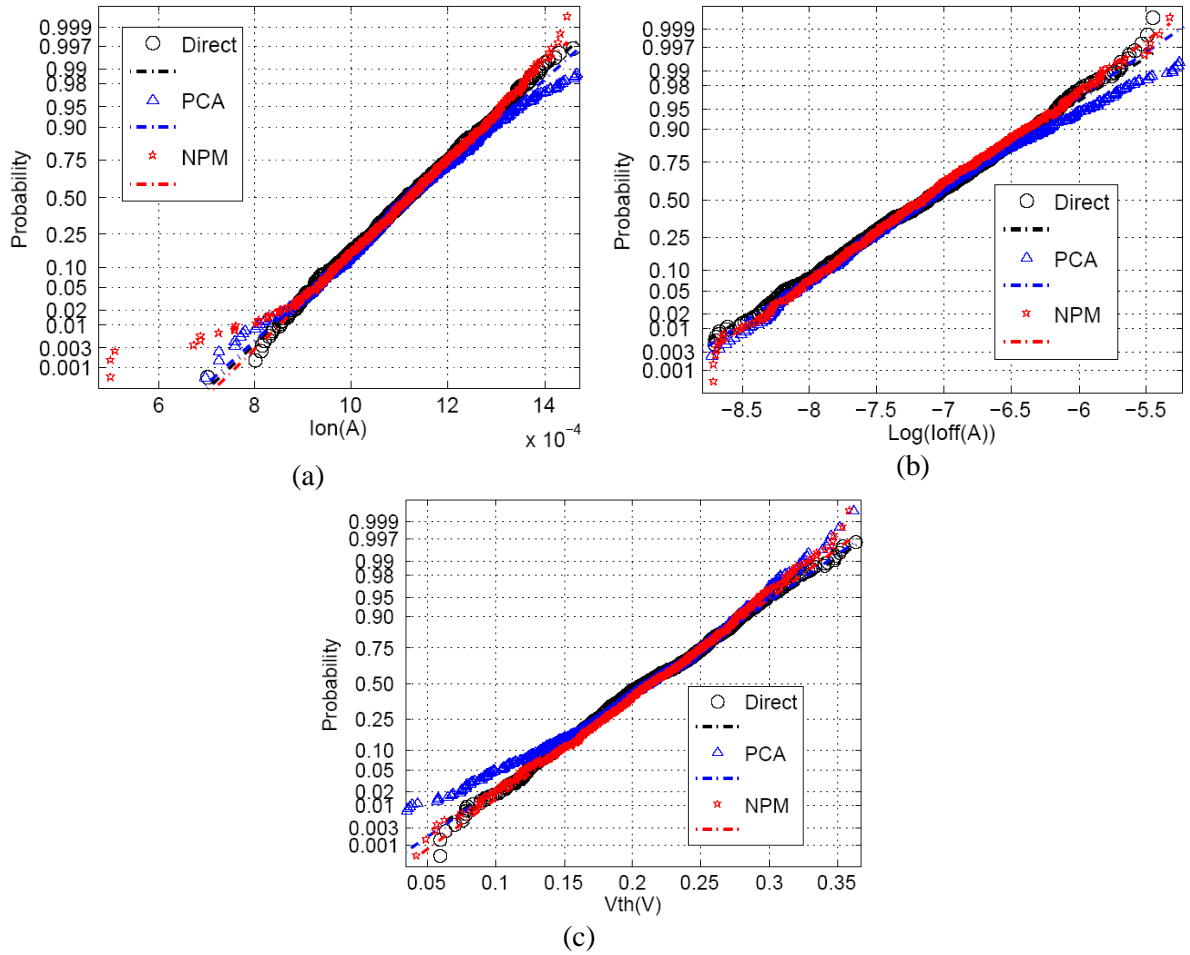 0.999
0.997
0.99
0.98
0.95
0.90
0.75
0.50
0.25
0.10
0.05
0.02
0.01
0.003
0.001
Probability
Direct
PCA
NPM
6 8 10 12 14
Ion(A)
x 10⁻⁴
(a)
0.999
0.997
0.99
0.98
0.95
0.90
0.75
0.50
0.25
0.10
0.05
0.02
0.01
0.003
0.001
Probability
Direct
PCA
NPM
−8.5 −8 −7.5 −7 −6.5 −6 −5.5
Log(Ioff(A))
(b)
0.999
0.997
0.99
0.98
0.95
0.90
0.75
0.50
0.25
0.10
0.05
0.02
0.01
0.003
0.001
Probability
Direct
PCA
NPM
0.05 0.1 0.15 0.2 0.25 0.3 0.35
Vth(V)
(c)